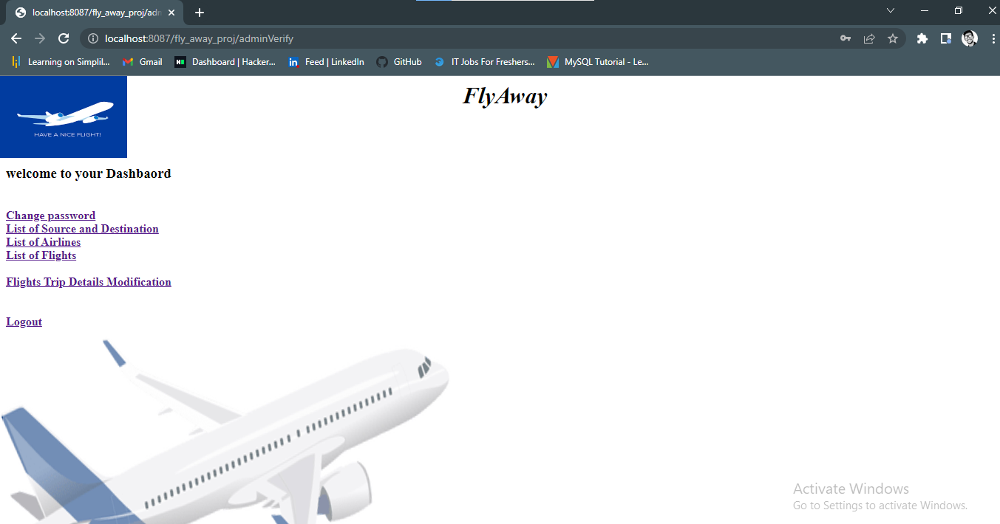 localhost:8087/fly_away_proj/adn
localhost:8087/fly_away_proj/adminVerify
Learning on Simplil... Gmail Dashboard | Hacker... Feed | LinkedIn GitHub IT Jobs For Freshers... MySQL Tutorial - Le...
FlyAway
HAVE A NICE FLIGHT!
welcome to your Dashbaord
Change password
List of Source and Destination
List of Airlines
List of Flights
Flights Trip Details Modification
Logout
Activate Windows
Go to Settings to activate Windows.